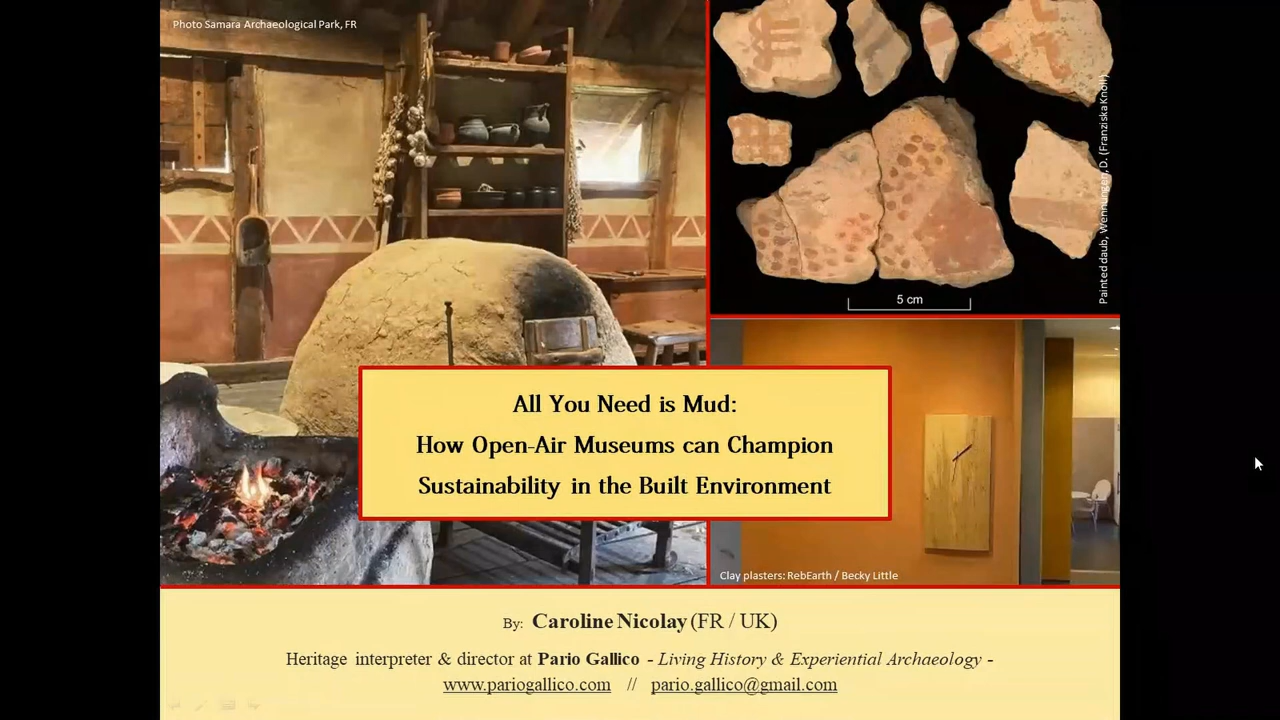 Photo Samara Archaeological Park, FR
Painted daub, Wennungen, D. (Franziska Knoll)
5 cm
All You Need is Mud:
How Open-Air Museums can Champion
Sustainability in the Built Environment
Clay plasters: RebEarth / Becky Little
By: Caroline Nicolay (FR / UK)
Heritage interpreter & director at Pario Gallico - Living History & Experiential Archaeology -
www.pariogallico.com // pario.gallico@gmail.com